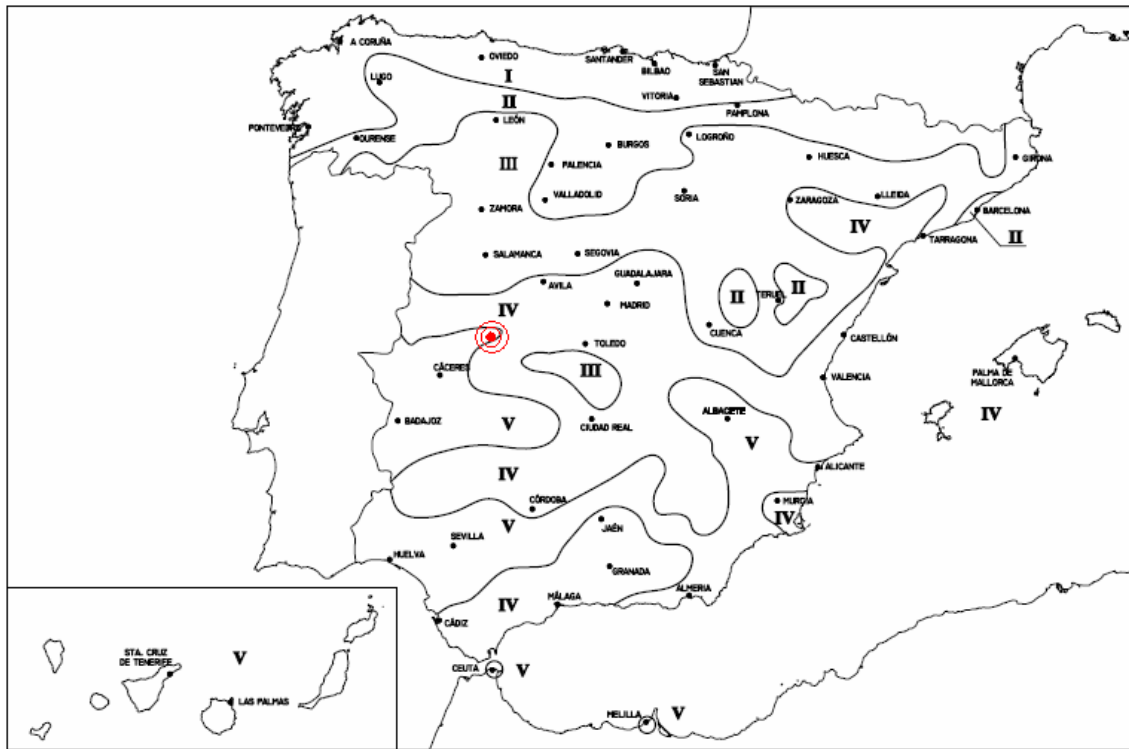 A CORUÑA
OVIEDO
SANTANDER
BILBAO
SAN
SEBASTIAN
LUGO
I
VITORIA
II
PAMPLONA
PONTEVEDRA
LEÓN
OURENSE
LOGROÑO
BURGOS
HUESCA
GIRONA
III
PALENCIA
VALLADOLID
SORIA
ZARAGOZA
LLEIDA
ZAMORA
BARCELONA
IV
TARRAGONA
II
SALAMANCA
SEGOVIA
AVILA
GUADALAJARA
II
II
TERUEL
MADRID
IV
CUENCA
CASTELLÓN
TOLEDO
CÁCERES
III
VALENCIA
PALMA DE
MALLORCA
IV
ALBACETE
BADAJOZ
V
CIUDAD REAL
V
IV
ALICANTE
CÓRDOBA
MURCIA
IV
V
JAÉN
SEVILLA
HUELVA
GRANADA
ALMERIA
IV
MÁLAGA
CÁDIZ
STA. CRUZ
DE TENERIFE
V
CEUTA
V
LAS PALMAS
MELILLA
V